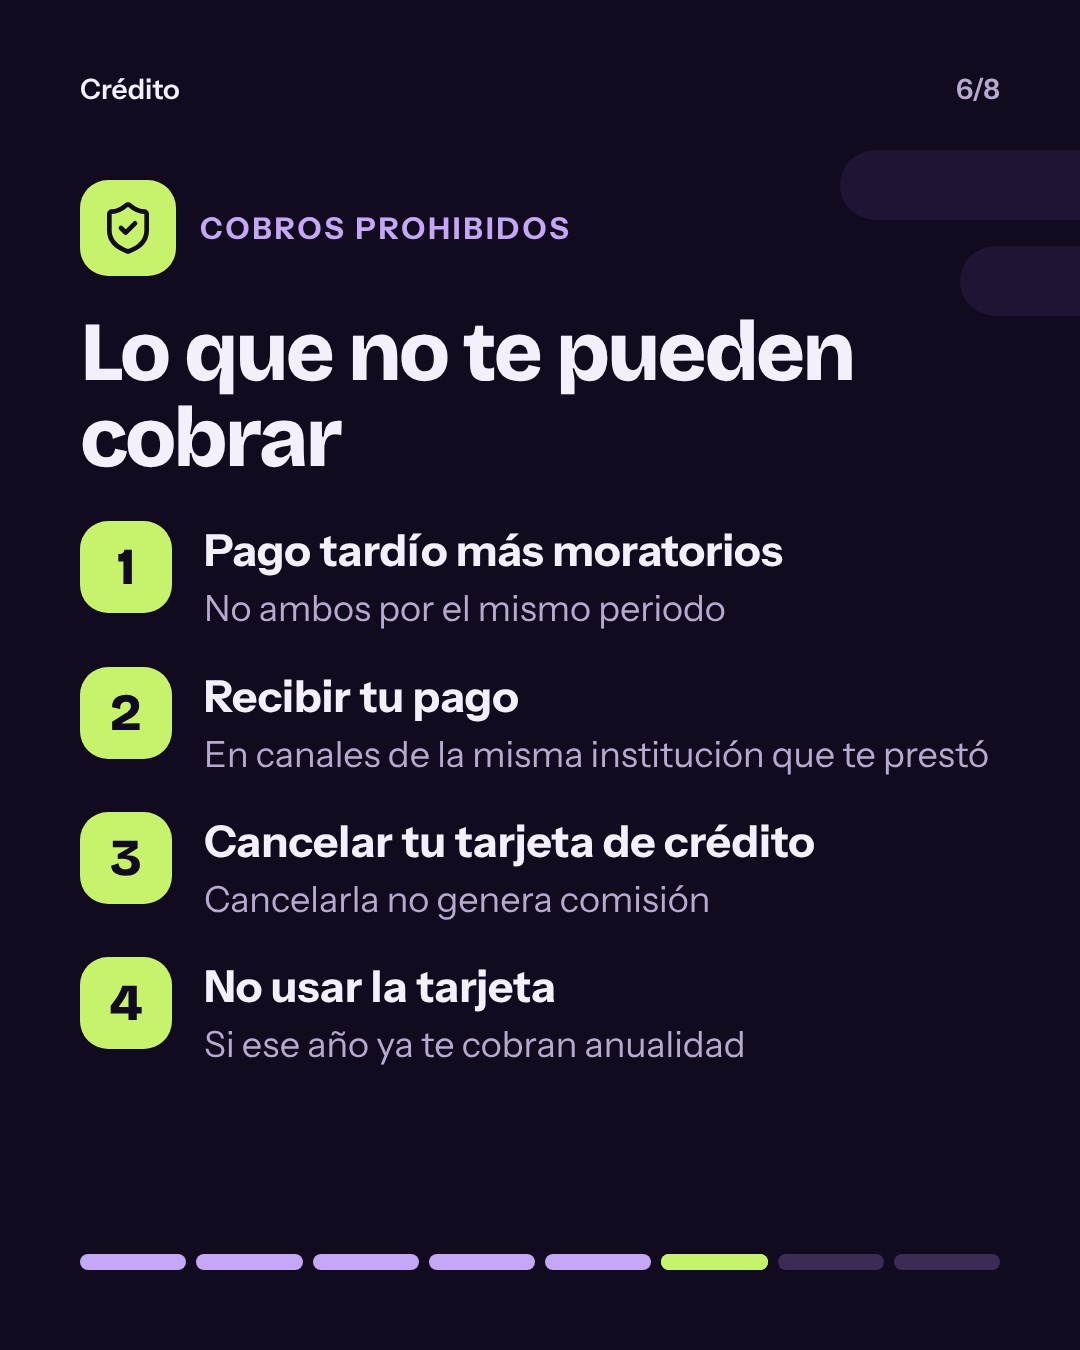 Crédito
6/8
COBROS PROHIBIDOS
Lo que no te pueden
cobrar
1
Pago tardío más moratorios
No ambos por el mismo periodo
2
Recibir tu pago
En canales de la misma institución que te prestó
3
Cancelar tu tarjeta de crédito
Cancelarla no genera comisión
4
No usar la tarjeta
Si ese año ya te cobran anualidad